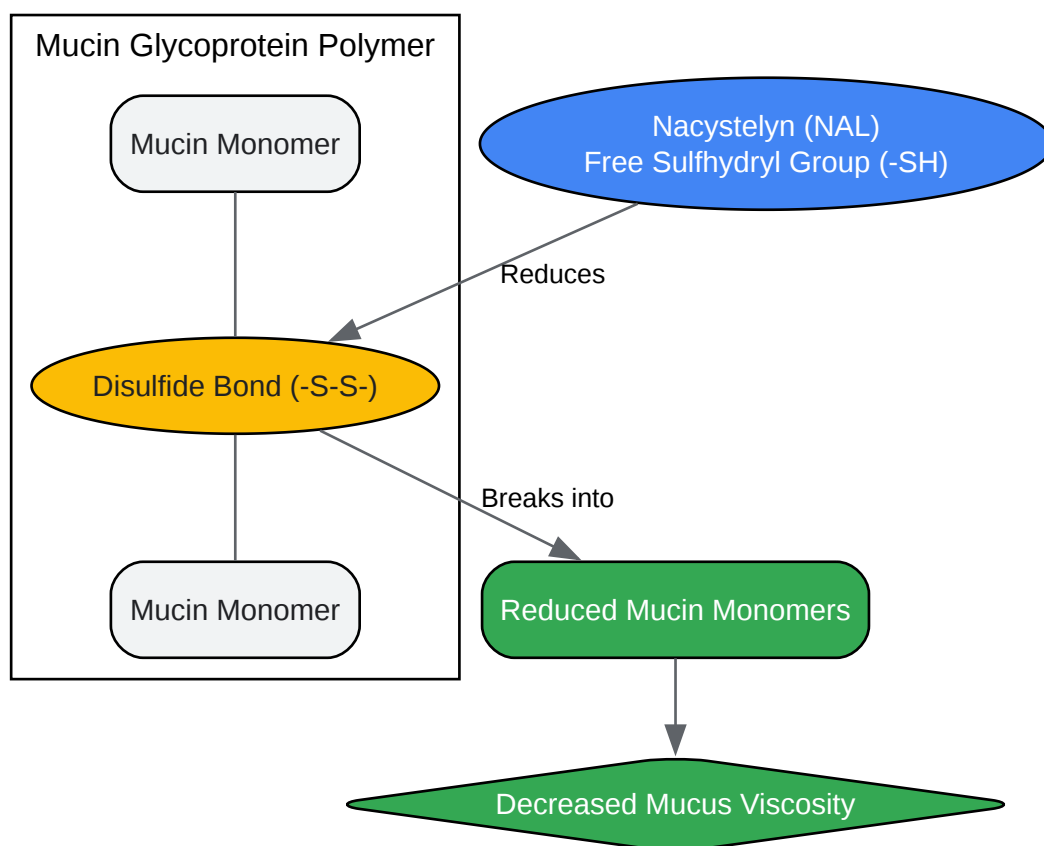 Mucin Glycoprotein Polymer
Mucin Monomer
Nacystelyn (NAL)
Free Sulfhydryl Group (-SH)
Reduces
Disulfide Bond (-S-S-)
Breaks into
Mucin Monomer
Reduced Mucin Monomers
Decreased Mucus Viscosity